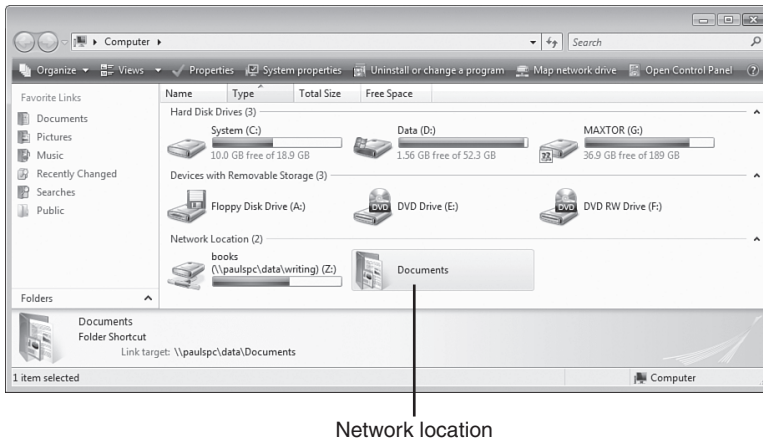 Computer
Search
Organize Views Properties System properties Uninstall or change a program Map network drive Open Control Panel
Favorite Links
Documents
Pictures
Music
Recently Changed
Searches
Public
Folders
Name Type Total Size Free Space
Hard Disk Drives (3)
System (C:)
10.0 GB free of 18.9 GB
Data (D:)
1.56 GB free of 52.3 GB
MAXTOR (G:)
36.9 GB free of 189 GB
Devices with Removable Storage (3)
Floppy Disk Drive (A:)
DVD
DVD Drive (E:)
DVD
DVD RW Drive (F:)
Network Location (2)
books
(\\paulspc\data\writing) (Z:)
Documents
Documents
Folder Shortcut
Link target: \\paulspc\data\Documents
1 item selected
Computer
Network location